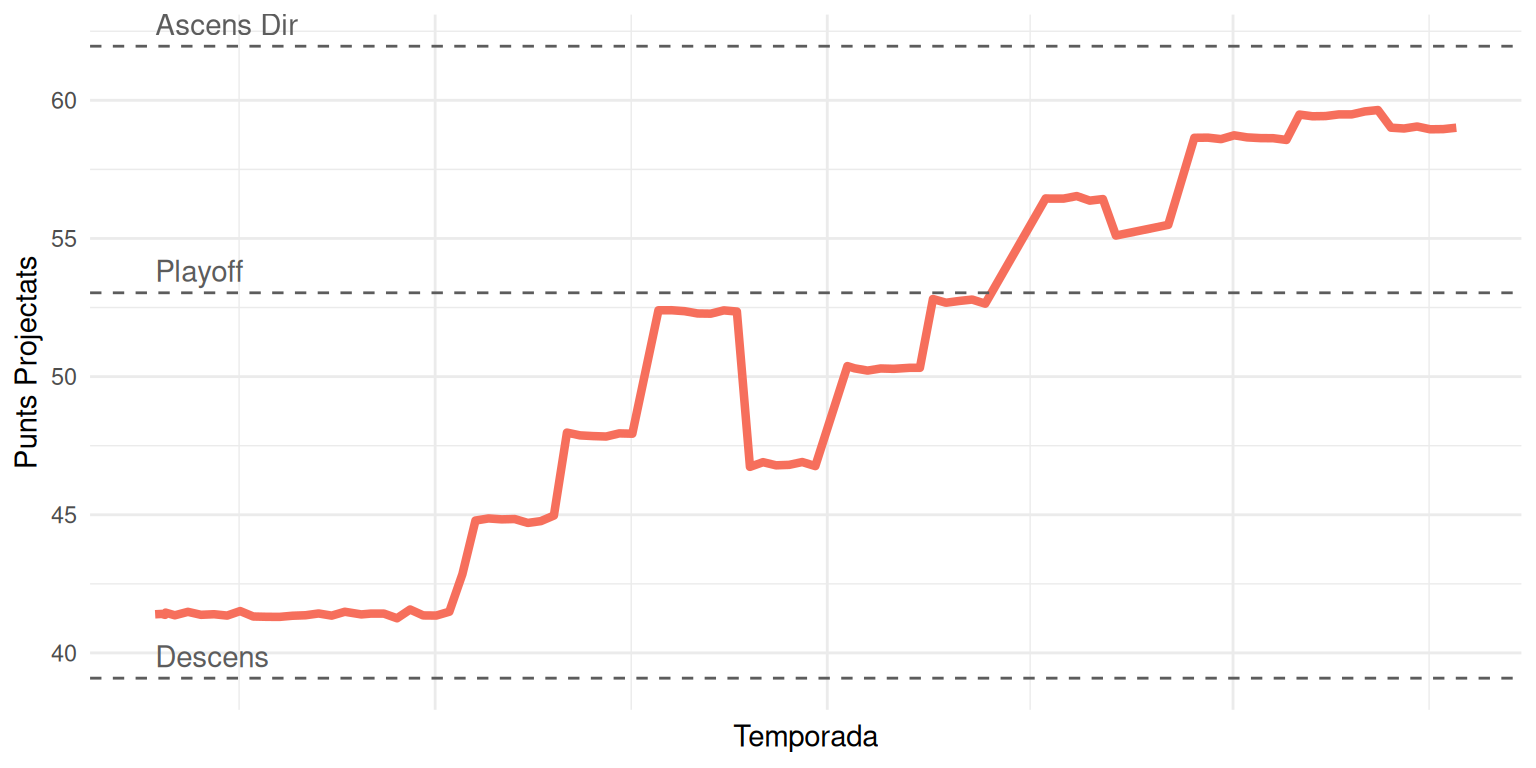 Ascens Dir
60
55
Playoff
50
45
40
Descens
Punts Projectats
Temporada